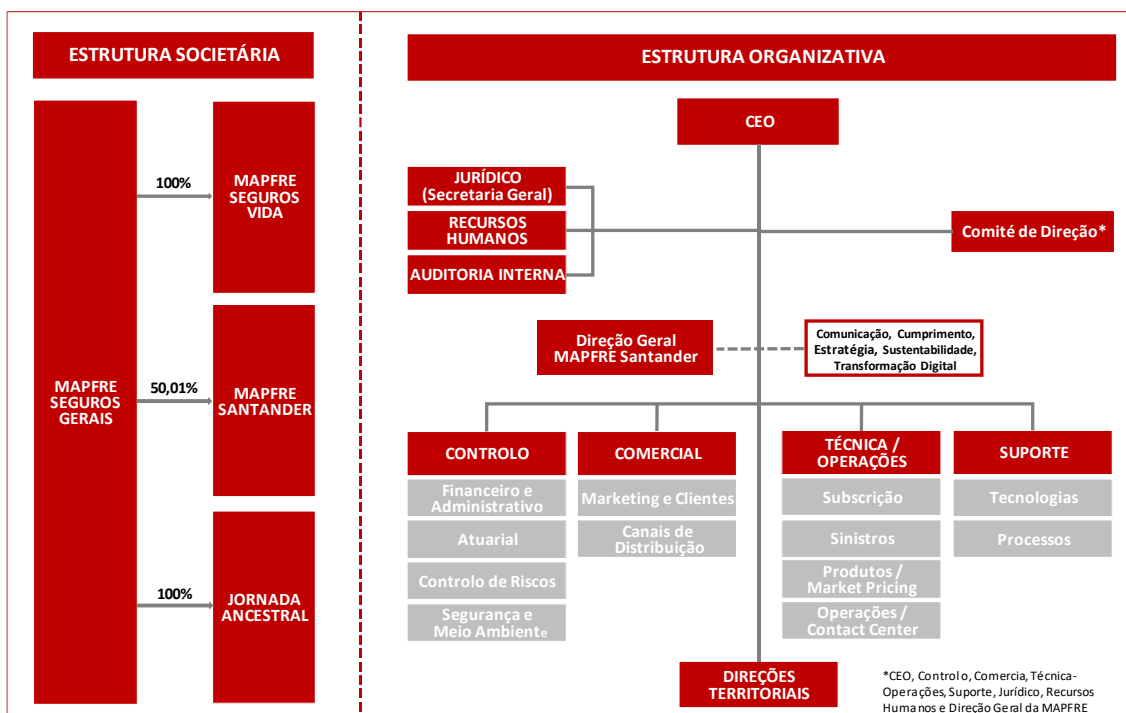 ESTRUTURA SOCIETÁRIA
MAPFRE
SEGUROS
GERAIS
100%
MAPFRE
SEGUROS
VIDA
50,01%
MAPFRE
SANTANDER
100%
JORNADA
ANCESTRAL
ESTRUTURA ORGANIZATIVA
CEO
JURÍDICO
(Secretaria Geral)
RECURSOS
HUMANOS
AUDITORIA INTERNA
Comité de Direção*
Direção Geral
MAPFRE Santander
Comunicação, Cumprimento,
Estratégia, Sustentabilidade,
Transformação Digital
CONTROLO
Financeiro e
Administrativo
Atuarial
Controlo de Riscos
Segurança e
Meio Ambiente
COMERCIAL
Marketing e Clientes
Canais de
Distribuição
TÉCNICA /
OPERAÇÕES
Subscrição
Sinistros
Produtos /
Market Pricing
Operações /
Contact Center
SUPORTE
Tecnologias
Processos
DIREÇÕES
TERRITORIAIS
*CEO, Controlo, Comercia, Técnica-
Operações, Suporte, Jurídico, Recursos
Humanos e Direção Geral da MAPFRE